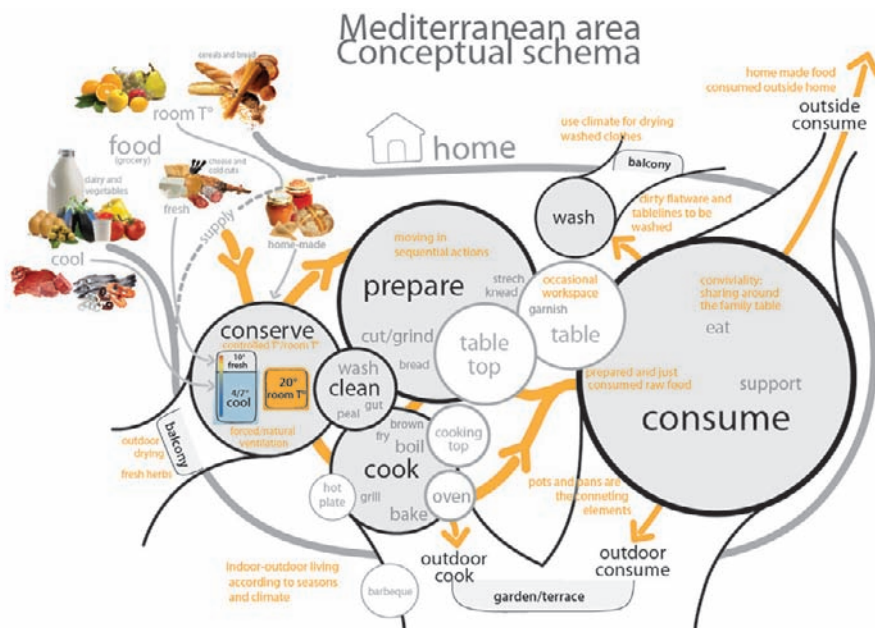 Mediterranean area
Conceptual schema
cereals and bread
room T°
food
(grocery)
dairy and
vegetables
cheese and
cold cuts
fresh
supply
home-made
cool
home
use climate for drying
washed clothes
balcony
home made food
consumed outside home
outside
consume
wash
dirty flatware and
tablelines to be
washed
moving in
sequential actions
prepare
strech
knead
cut/grind
bread
table
top
occasional
workspace
garnish
table
conviviality:
sharing around
the family table
eat
support
consume
prepared and just
consumed raw food
conserve
controlled T°/room T°
10°
fresh
4/7°
cool
20°
room T°
forced/natural
ventilation
wash
clean
gut
peal
brown
fry
boil
cook
grill
bake
cooking
top
oven
hot
plate
outdoor
drying
fresh herbs
balcony
pots and pans are
the conneting
elements
outdoor
cook
outdoor
consume
garden/terrace
indoor-outdoor living
according to seasons
and climate
barbeque